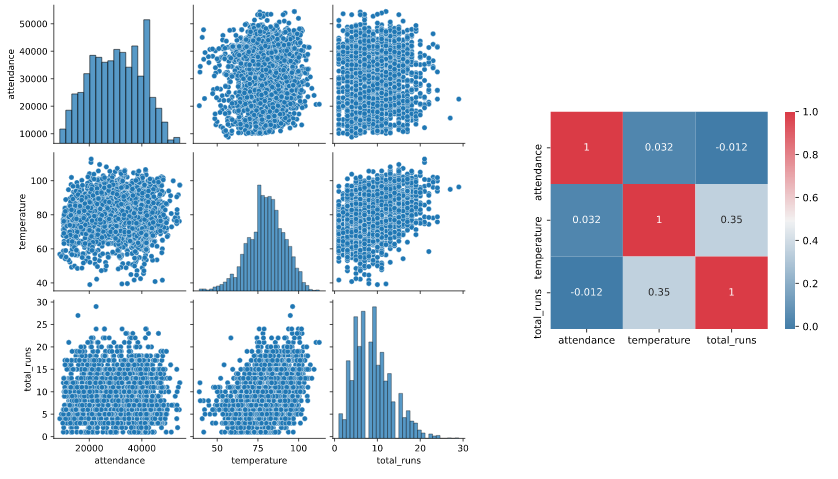 attendance
50000
40000
30000
20000
10000
temperature
100
80
60
40
total_runs
30
25
20
15
10
5
0
20000 40000
attendance
50 75 100
temperature
0 10 20 30
total_runs
attendance
temperature
total_runs
1 0.032 -0.012
0.032 1 0.35
-0.012 0.35 1
attendance temperature total_runs
1.0
0.8
0.6
0.4
0.2
0.0